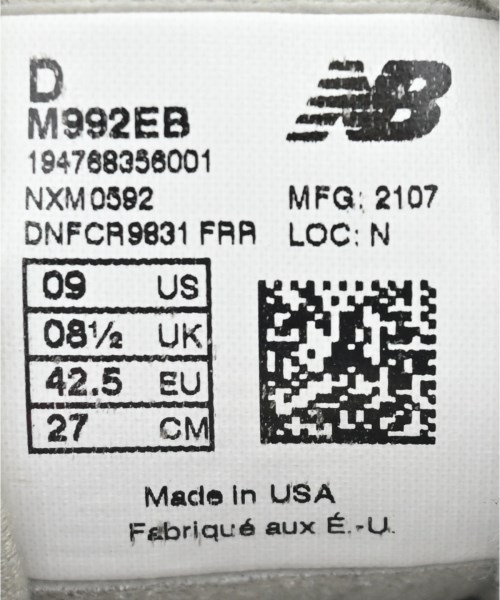 D
M992EB
NB
194768356001
NXM0592
MFG: 2107
DNFCR9831 FRR
LOC: N
09 US
08½ UK
42.5 EU
27 CM
Made in USA
Fabriqué aux É.-U.